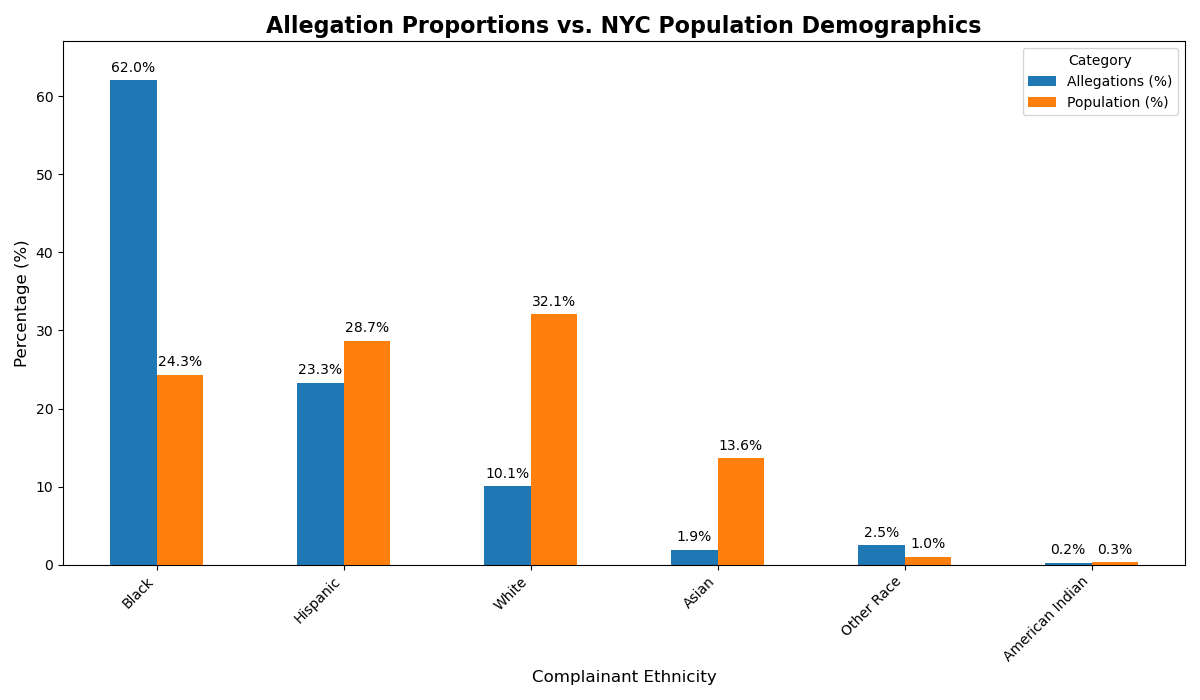 Allegation Proportions vs. NYC Population Demographics
Category
Allegations (%)
Population (%)
Percentage (%)
60
50
40
30
20
10
0
62.0%
24.3%
23.3%
28.7%
10.1%
32.1%
1.9%
13.6%
2.5%
1.0%
0.2%
0.3%
Black
Hispanic
White
Asian
Other Race
American Indian
Complainant Ethnicity